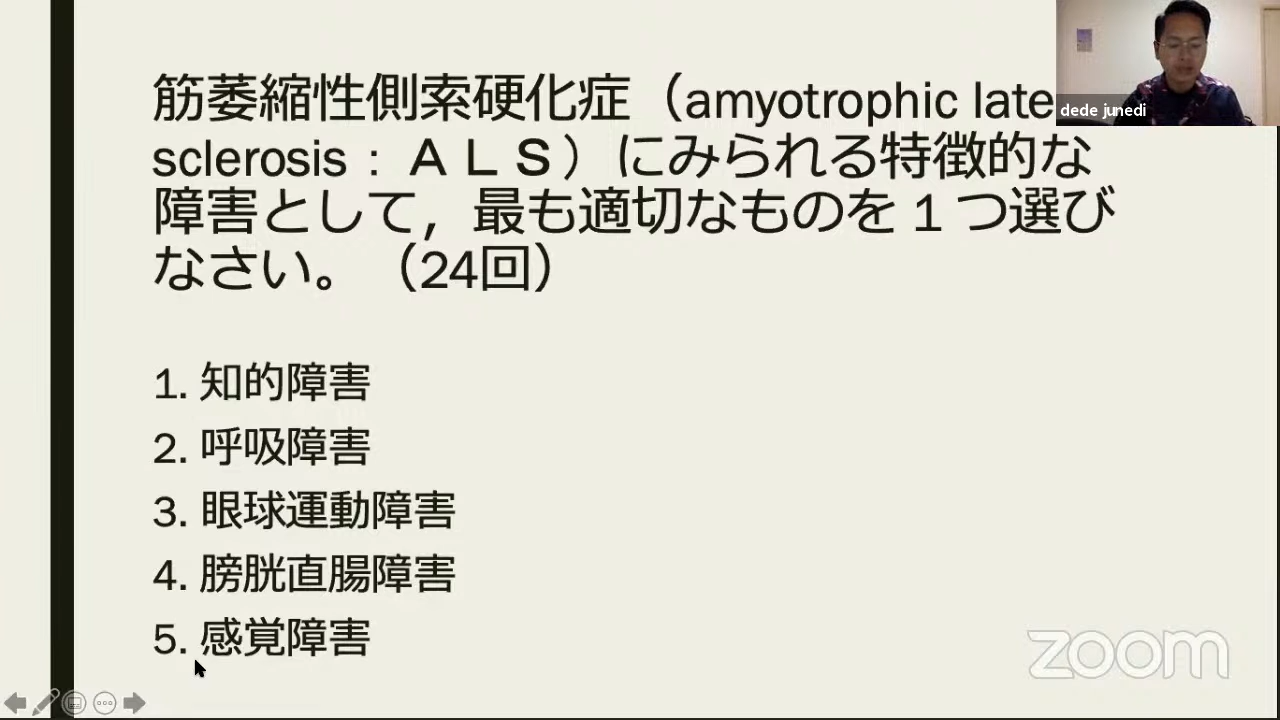 筋萎縮性側索硬化症（amyotrophic late
sclerosis：ＡＬＳ）にみられる特徴的な
障害として，最も適切なものを１つ選び
なさい。（24回）
1. 知的障害
2. 呼吸障害
3. 眼球運動障害
4. 膀胱直腸障害
5. 感覚障害
dede junedi
zoom